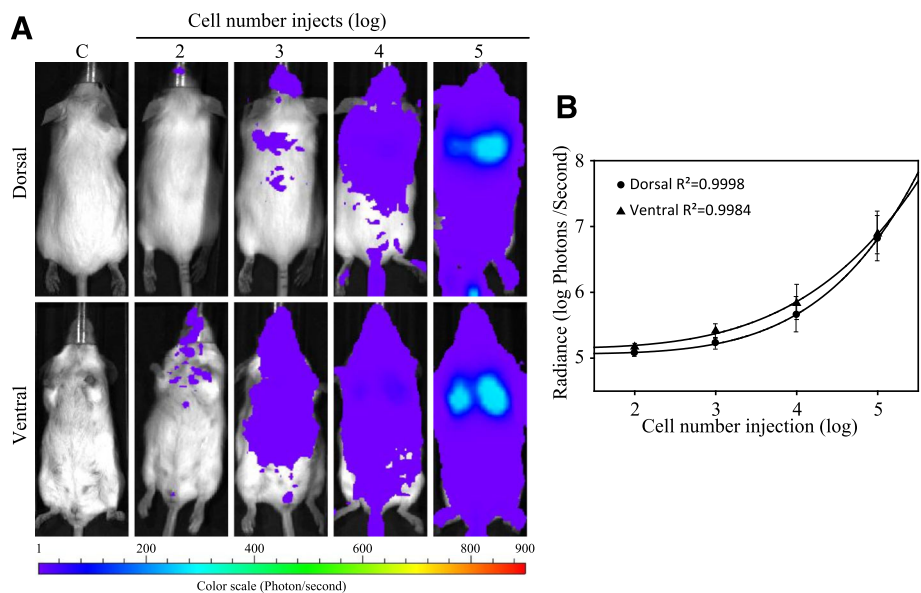 A
Cell number injects (log)
C 2 3 4 5
Dorsal
Ventral
1 200 400 600 800 900
Color scale (Photon/second)
B
Radiance (log Photons /Second)
8
7
6
5
Dorsal R²=0.9998
Ventral R²=0.9984
2 3 4 5
Cell number injection (log)